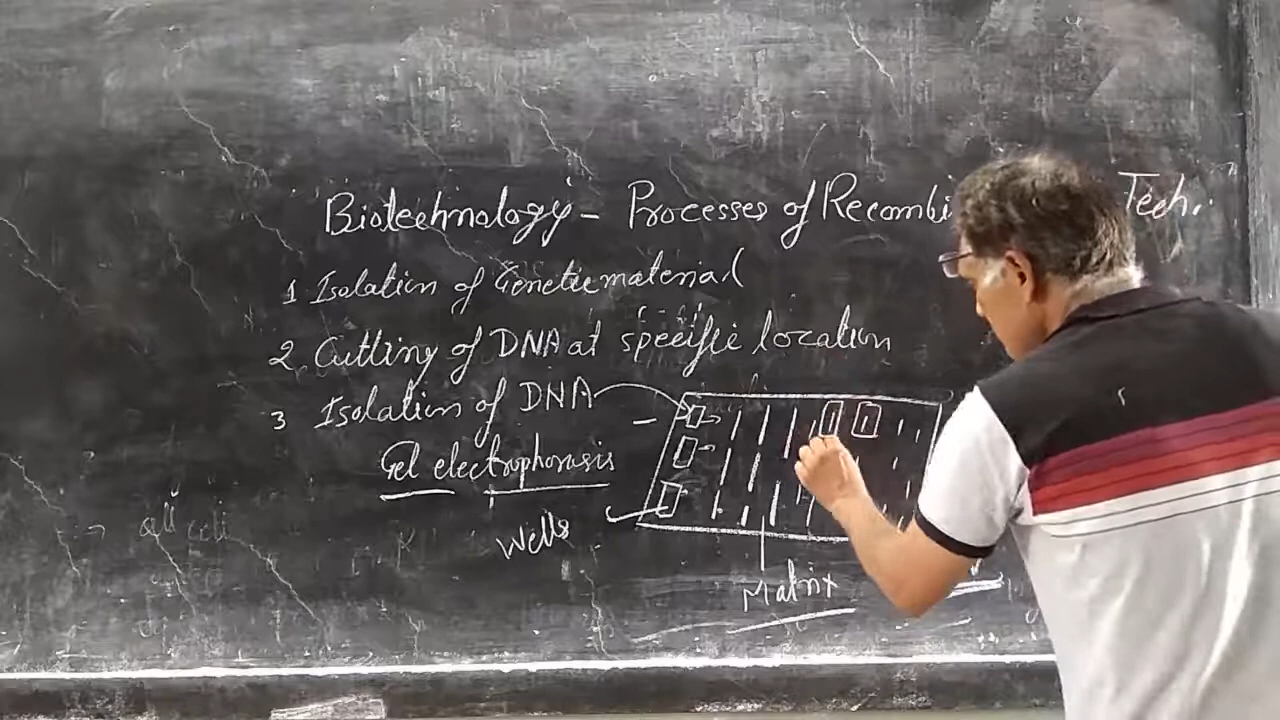 Biotechnology - Processes of Recombi Tech.
1 Isolation of Genetic material
2. Cutting of DNA at specific location
3 Isolation of DNA
Gel electrophorasis
Wells
Matrix